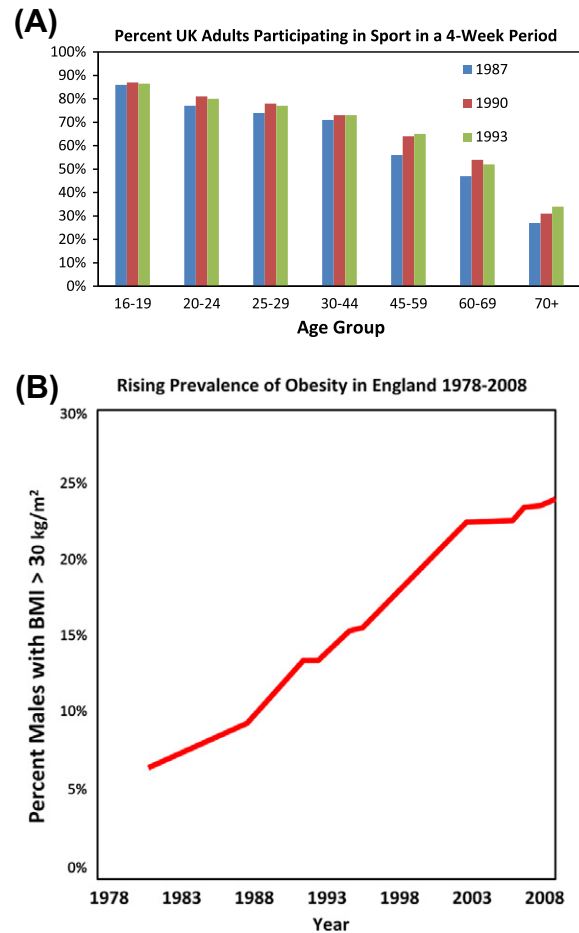 (A)
Percent UK Adults Participating in Sport in a 4-Week Period
100%
90%
80%
70%
60%
50%
40%
30%
20%
10%
0%
1987
1990
1993
16-19 20-24 25-29 30-44 45-59 60-69 70+
Age Group
(B)
Rising Prevalence of Obesity in England 1978-2008
Percent Males with BMI > 30 kg/m²
30%
25%
20%
15%
10%
5%
0%
1978 1983 1988 1993 1998 2003 2008
Year